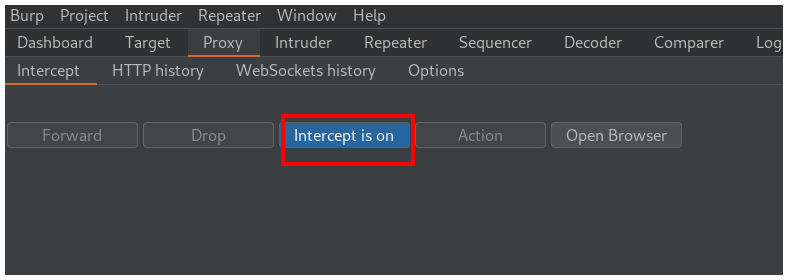 Burp Project Intruder Repeater Window Help
Dashboard Target Proxy Intruder Repeater Sequencer Decoder Comparer Log
Intercept HTTP history WebSockets history Options
Forward Drop Intercept is on Action Open Browser